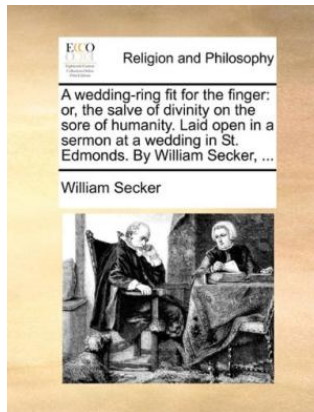 ECCO
Religion and Philosophy
A wedding-ring fit for the finger:
or, the salve of divinity on the
sore of humanity. Laid open in a
sermon at a wedding in St.
Edmonds. By William Secker, ...
William Secker